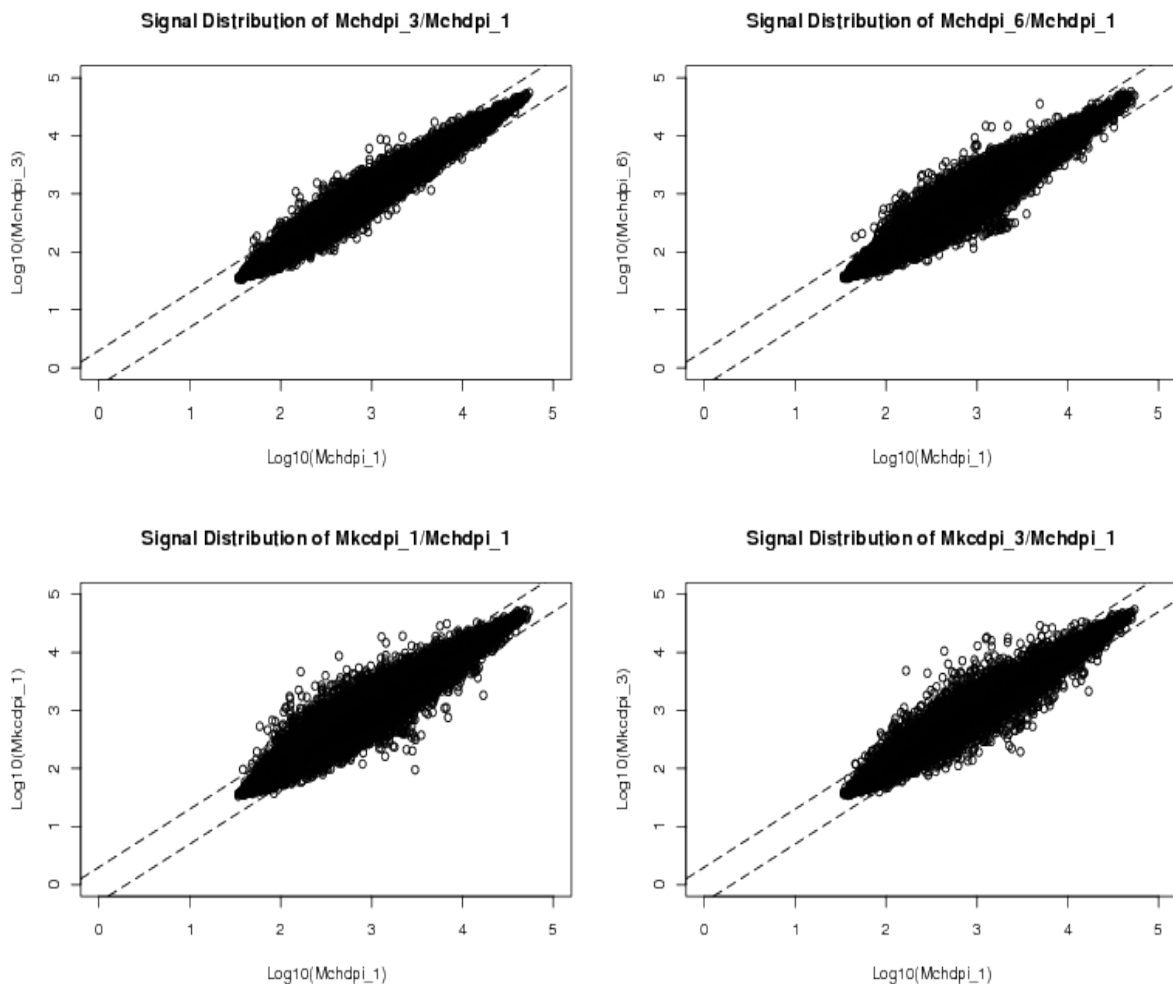 Signal Distribution of Mchdpi_3/Mchdpi_1
Log10(Mchdpi_3)
5
4
3
2
1
0
0 1 2 3 4 5
Log10(Mchdpi_1)
Signal Distribution of Mchdpi_6/Mchdpi_1
Log10(Mchdpi_6)
5
4
3
2
1
0
0 1 2 3 4 5
Log10(Mchdpi_1)
Signal Distribution of Mkcdpi_1/Mchdpi_1
Log10(Mkcdpi_1)
5
4
3
2
1
0
0 1 2 3 4 5
Log10(Mchdpi_1)
Signal Distribution of Mkcdpi_3/Mchdpi_1
Log10(Mkcdpi_3)
5
4
3
2
1
0
0 1 2 3 4 5
Log10(Mchdpi_1)